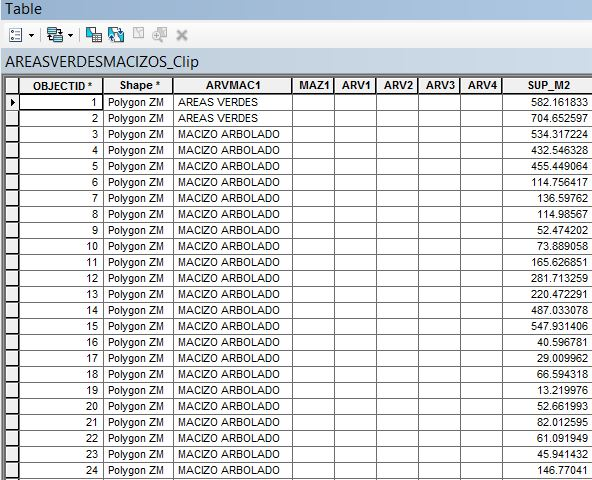 Table
AREASVERDESMACIZOS_Clip
OBJECTID * Shape * ARVMAC1 MAZ1 ARV1 ARV2 ARV3 ARV4 SUP_M2
1 Polygon ZM AREAS VERDES 582.161833
2 Polygon ZM AREAS VERDES 704.652597
3 Polygon ZM MACIZO ARBOLADO 534.317224
4 Polygon ZM MACIZO ARBOLADO 432.546328
5 Polygon ZM MACIZO ARBOLADO 455.449064
6 Polygon ZM MACIZO ARBOLADO 114.756417
7 Polygon ZM MACIZO ARBOLADO 136.59762
8 Polygon ZM MACIZO ARBOLADO 114.98567
9 Polygon ZM MACIZO ARBOLADO 52.474202
10 Polygon ZM MACIZO ARBOLADO 73.889058
11 Polygon ZM MACIZO ARBOLADO 165.626851
12 Polygon ZM MACIZO ARBOLADO 281.713259
13 Polygon ZM MACIZO ARBOLADO 220.472291
14 Polygon ZM MACIZO ARBOLADO 487.033078
15 Polygon ZM MACIZO ARBOLADO 547.931406
16 Polygon ZM MACIZO ARBOLADO 40.596781
17 Polygon ZM MACIZO ARBOLADO 29.009962
18 Polygon ZM MACIZO ARBOLADO 66.594318
19 Polygon ZM MACIZO ARBOLADO 13.219976
20 Polygon ZM MACIZO ARBOLADO 52.661993
21 Polygon ZM MACIZO ARBOLADO 82.012595
22 Polygon ZM MACIZO ARBOLADO 61.091949
23 Polygon ZM MACIZO ARBOLADO 45.941432
24 Polygon ZM MACIZO ARBOLADO 146.77041